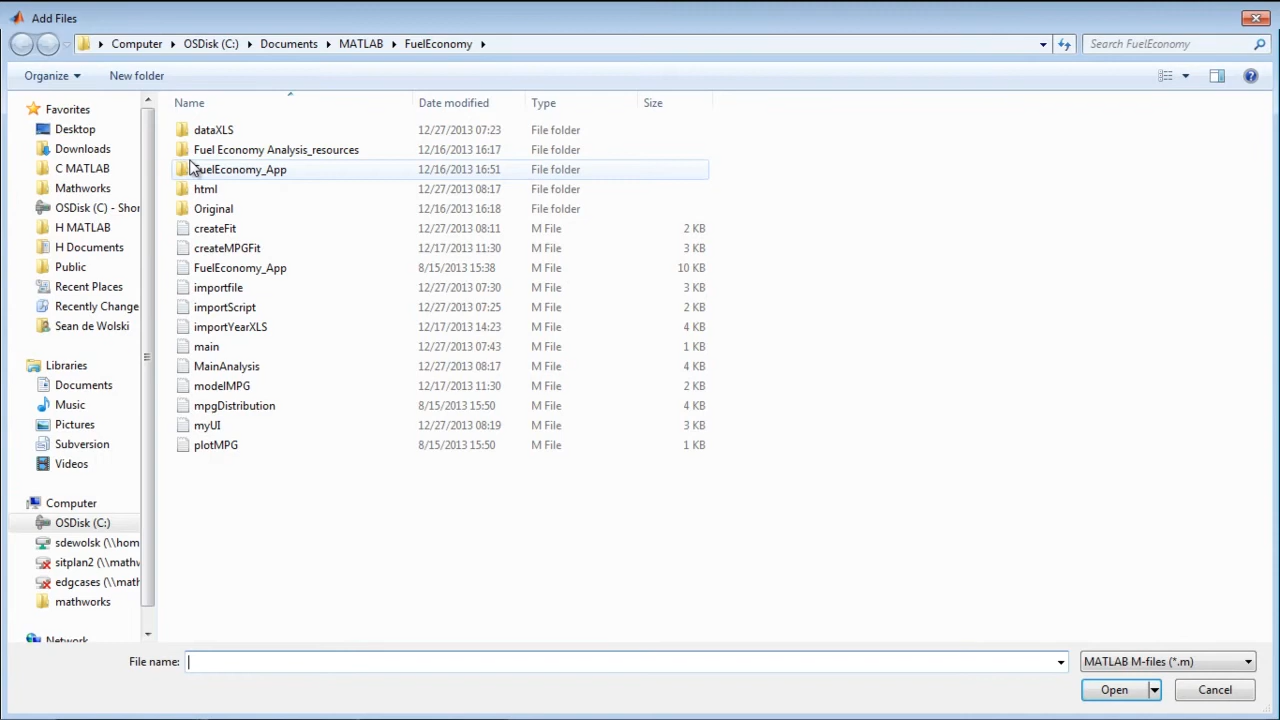 Add Files
Computer OSDisk (C:) Documents MATLAB FuelEconomy Search FuelEconomy
Organize New folder
Name Date modified Type Size
Favorites
Desktop
Downloads
C MATLAB
Mathworks
OSDisk (C) - Shor
H MATLAB
H Documents
Public
Recent Places
Recently Change
Sean de Wolski
Libraries
Documents
Music
Pictures
Subversion
Videos
Computer
OSDisk (C:)
sdewolsk (\\hom
sitplan2 (\\mathw
edgcases (\\math
mathworks
Network
dataXLS 12/27/2013 07:23 File folder
Fuel Economy Analysis_resources 12/16/2013 16:17 File folder
FuelEconomy_App 12/16/2013 16:51 File folder
html 12/27/2013 08:17 File folder
Original 12/16/2013 16:18 File folder
createFit 12/27/2013 08:11 M File 2 KB
createMPGFit 12/17/2013 11:30 M File 3 KB
FuelEconomy_App 8/15/2013 15:38 M File 10 KB
importfile 12/27/2013 07:30 M File 3 KB
importScript 12/27/2013 07:25 M File 2 KB
importYearXLS 12/17/2013 14:23 M File 4 KB
main 12/27/2013 07:43 M File 1 KB
MainAnalysis 12/27/2013 08:17 M File 4 KB
modelMPG 12/17/2013 11:30 M File 2 KB
mpgDistribution 8/15/2013 15:50 M File 4 KB
myUI 12/27/2013 08:19 M File 3 KB
plotMPG 8/15/2013 15:50 M File 1 KB
File name: MATLAB M-files (*.m)
Open Cancel